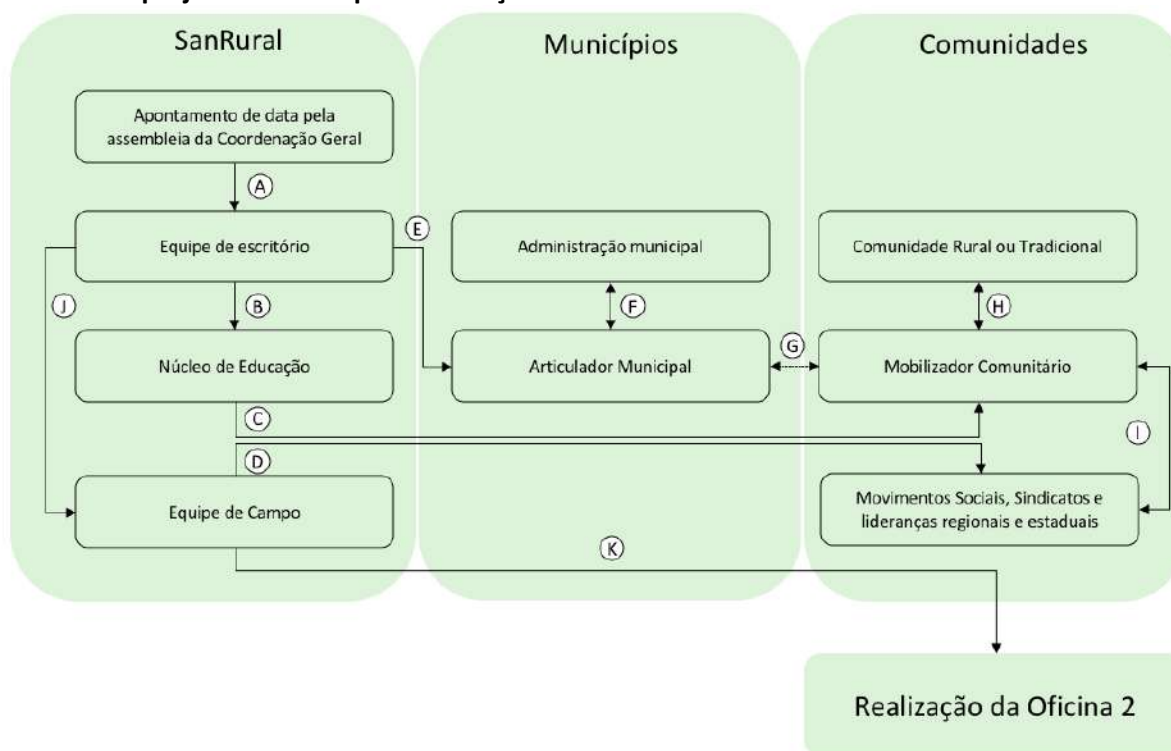 SanRural
Municípios
Comunidades
Apontamento de data pela
assembleia da Coordenação Geral
A
Equipe de escritório
E
Administração municipal
Comunidade Rural ou Tradicional
J
B
F
H
Núcleo de Educação
Articulador Municipal
G
Mobilizador Comunitário
C
I
D
Equipe de Campo
Movimentos Sociais, Sindicatos e
lideranças regionais e estaduais
K
Realização da Oficina 2